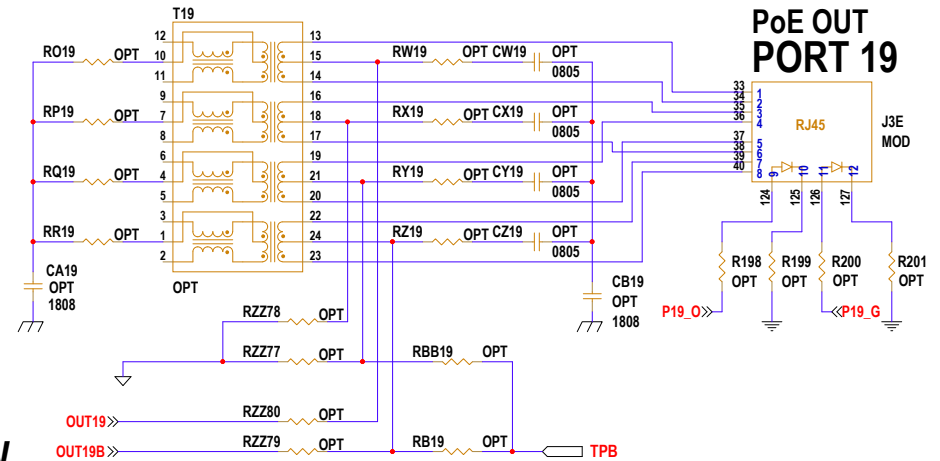 T19
PoE OUT
PORT 19
12
13
RO19
OPT
10
15
RW19
OPT
CW19
OPT
0805
11
14
9
16
RP19
OPT
7
18
RX19
OPT
CX19
OPT
0805
8
17
6
19
RQ19
OPT
4
21
RY19
OPT
CY19
OPT
0805
5
20
3
22
RR19
OPT
1
24
RZ19
OPT
CZ19
OPT
0805
2
23
33
34
35
36
37
38
39
40
1
2
3
4
5
6
7
8
RJ45
J3E
MOD
9
10
11
12
124
125
126
127
CA19
OPT
1808
OPT
CB19
OPT
1808
R198
OPT
R199
OPT
R200
OPT
R201
OPT
P19_O
P19_G
RZZ78
OPT
RZZ77
OPT
RBB19
OPT
OUT19
RZZ80
OPT
OUT19B
RZZ79
OPT
RB19
OPT
TPB